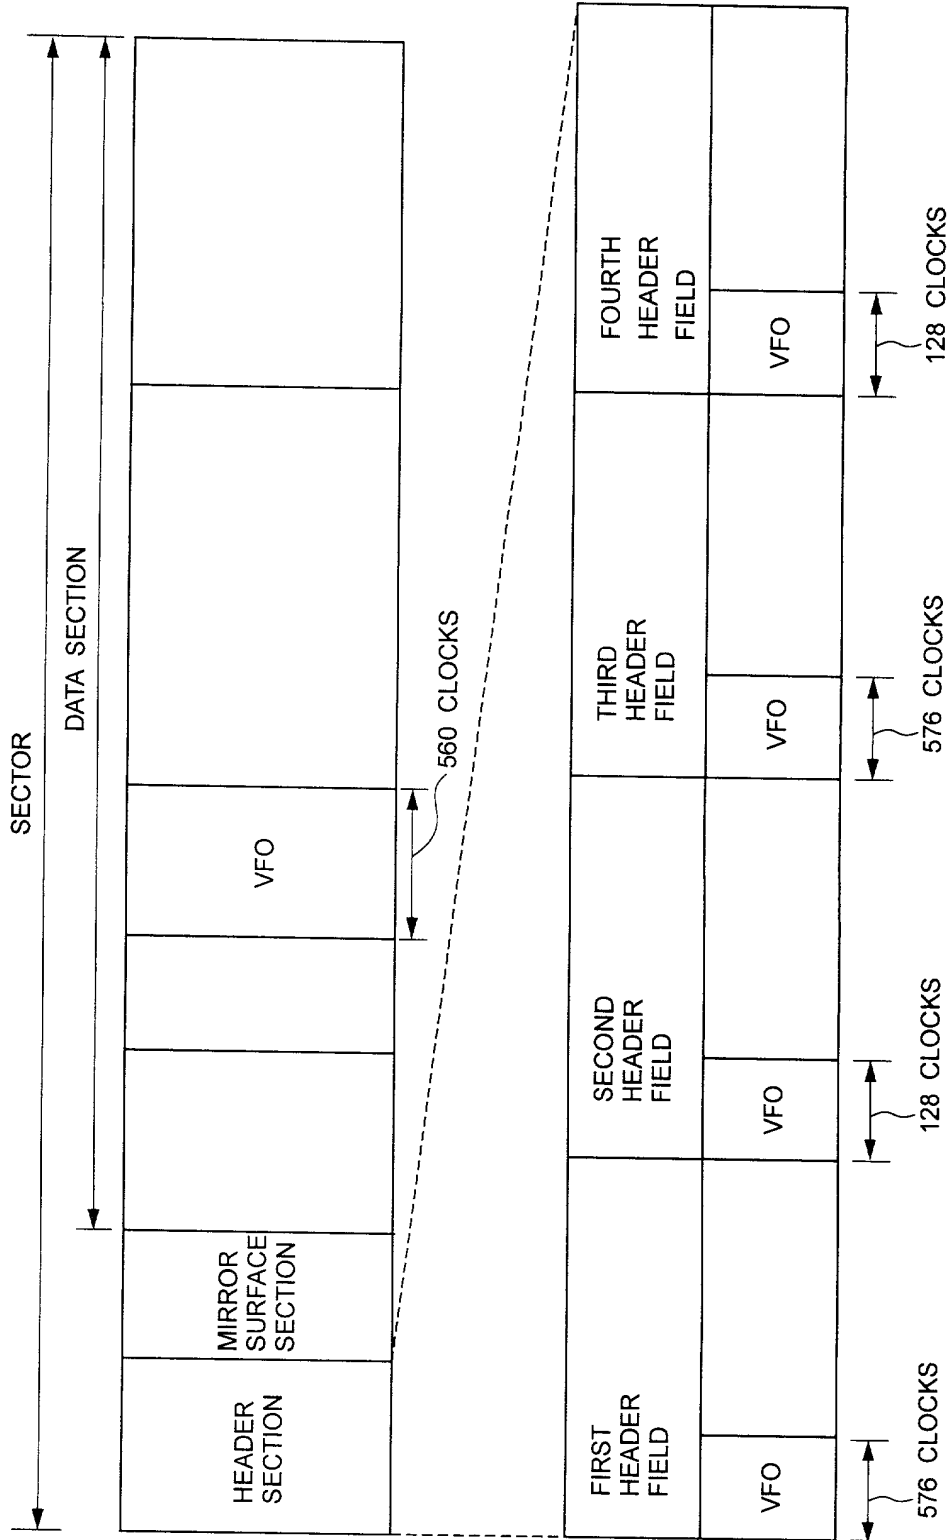 SECTOR
DATA SECTION
HEADER
SECTION
MIRROR
SURFACE
SECTION
VFO
560 CLOCKS
FIRST
HEADER
FIELD
SECOND
HEADER
FIELD
THIRD
HEADER
FIELD
FOURTH
HEADER
FIELD
VFO
VFO
VFO
VFO
576 CLOCKS
128 CLOCKS
576 CLOCKS
128 CLOCKS